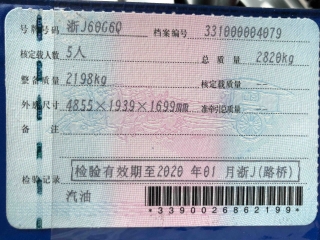 号牌号码 浙J60G6Q 档案编号 331000004079
核定载人数 5人 总质量 2820kg
整备质量 2198kg 核定载质量
外廓尺寸 4855×1939×1699mm 准牵引总质量
备注
检验记录 检验有效期至2020年01月浙J(路桥)
汽油
*3390026862199*